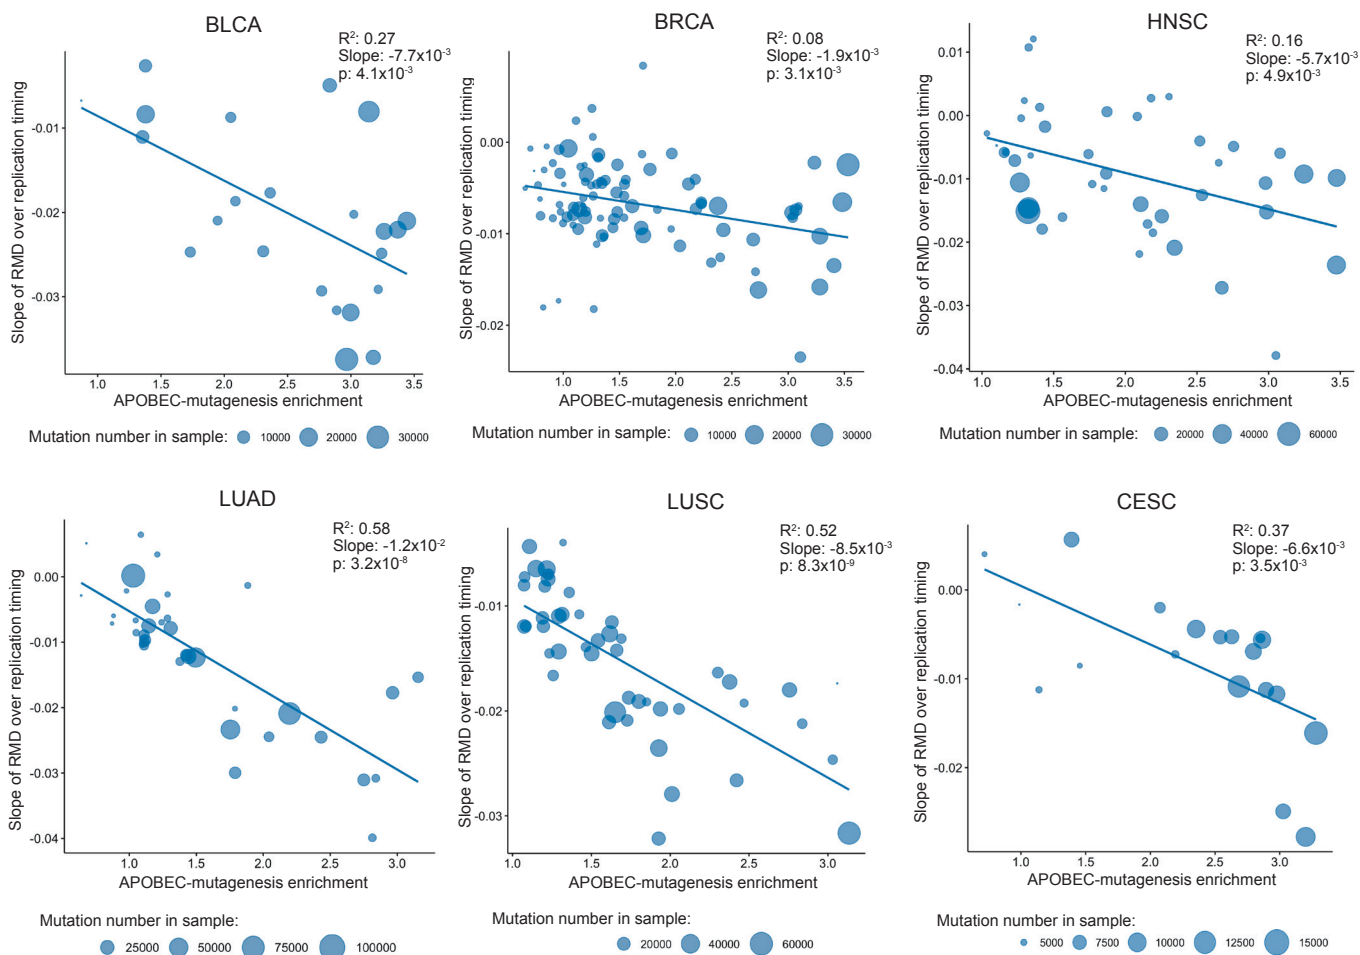 BLCA
R²: 0.27
Slope: -7.7x10⁻³
p: 4.1x10⁻³
Slope of RMD over replication timing
-0.01
-0.02
-0.03
1.0 1.5 2.0 2.5 3.0 3.5
APOBEC-mutagenesis enrichment
Mutation number in sample: 10000 20000 30000
BRCA
R²: 0.08
Slope: -1.9x10⁻³
p: 3.1x10⁻³
Slope of RMD over replication timing
0.00
-0.01
-0.02
1.0 1.5 2.0 2.5 3.0 3.5
APOBEC-mutagenesis enrichment
Mutation number in sample: 10000 20000 30000
HNSC
R²: 0.16
Slope: -5.7x10⁻³
p: 4.9x10⁻³
Slope of RMD over replication timing
0.01
0.00
-0.01
-0.02
-0.03
-0.04
1.0 1.5 2.0 2.5 3.0 3.5
APOBEC-mutagenesis enrichment
Mutation number in sample: 20000 40000 60000
LUAD
R²: 0.58
Slope: -1.2x10⁻²
p: 3.2x10⁻⁸
Slope of RMD over replication timing
0.00
-0.01
-0.02
-0.03
-0.04
1.0 1.5 2.0 2.5 3.0
APOBEC-mutagenesis enrichment
Mutation number in sample:
25000 50000 75000 100000
LUSC
R²: 0.52
Slope: -8.5x10⁻³
p: 8.3x10⁻⁹
Slope of RMD over replication timing
-0.01
-0.02
-0.03
1.0 1.5 2.0 2.5 3.0
APOBEC-mutagenesis enrichment
Mutation number in sample:
20000 40000 60000
CESC
R²: 0.37
Slope: -6.6x10⁻³
p: 3.5x10⁻³
Slope of RMD over replication timing
0.00
-0.01
-0.02
1.0 1.5 2.0 2.5 3.0
APOBEC-mutagenesis enrichment
Mutation number in sample:
5000 7500 10000 12500 15000